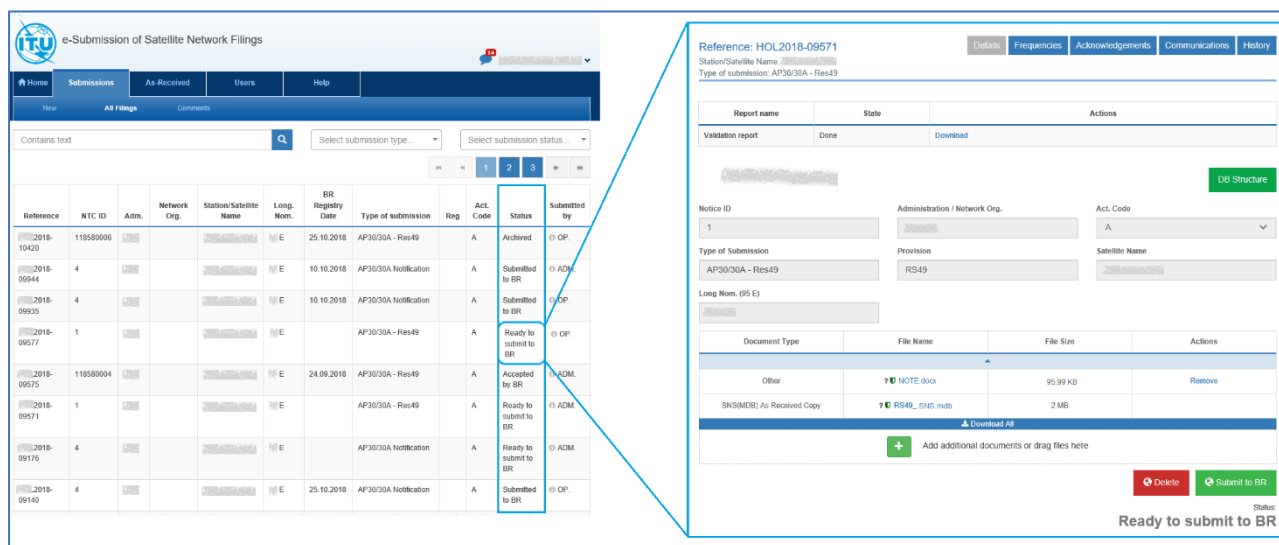 ITU
e-Submission of Satellite Network Filings
14
Home Submissions As-Received Users Help
New All Filings Comments
Contains text Select submission type... Select submission status...
1 2 3
Reference NTC ID Adm. Network Org. Station/Satellite Name Long. Nom. BR Registry Date Type of submission Reg Act. Code Status Submitted by
2018-10420 118580006 E 25.10.2018 AP30/30A - Res49 A Archived OP.
2018-09944 4 E 10.10.2018 AP30/30A Notification A Submitted to BR ADM.
2018-09935 4 E 10.10.2018 AP30/30A Notification A Submitted to BR OP.
2018-09577 1 E AP30/30A - Res49 A Ready to submit to BR OP.
2018-09575 118580004 E 24.09.2018 AP30/30A - Res49 A Accepted by BR ADM.
2018-09571 1 E AP30/30A - Res49 A Ready to submit to BR ADM.
2018-09176 4 E AP30/30A Notification A Ready to submit to BR ADM.
2018-09140 4 E 25.10.2018 AP30/30A Notification A Submitted to BR OP.
Reference: HOL2018-09571
Details Frequencies Acknowledgements Communications History
Station/Satellite Name:
Type of submission: AP30/30A - Res49
Report name State Actions
Validation report Done Download
DB Structure
Notice ID Administration / Network Org. Act. Code
1 A
Type of Submission Provision Satellite Name
AP30/30A - Res49 RS49
Long Nom. (95 E)
Document Type File Name File Size Actions
Other ? NOTE.docx 95.99 KB Remove
SNS(MDB) As Received Copy ? RS49_ SNS.mdb 2 MB
Download All
+ Add additional documents or drag files here
Delete Submit to BR
Status:
Ready to submit to BR